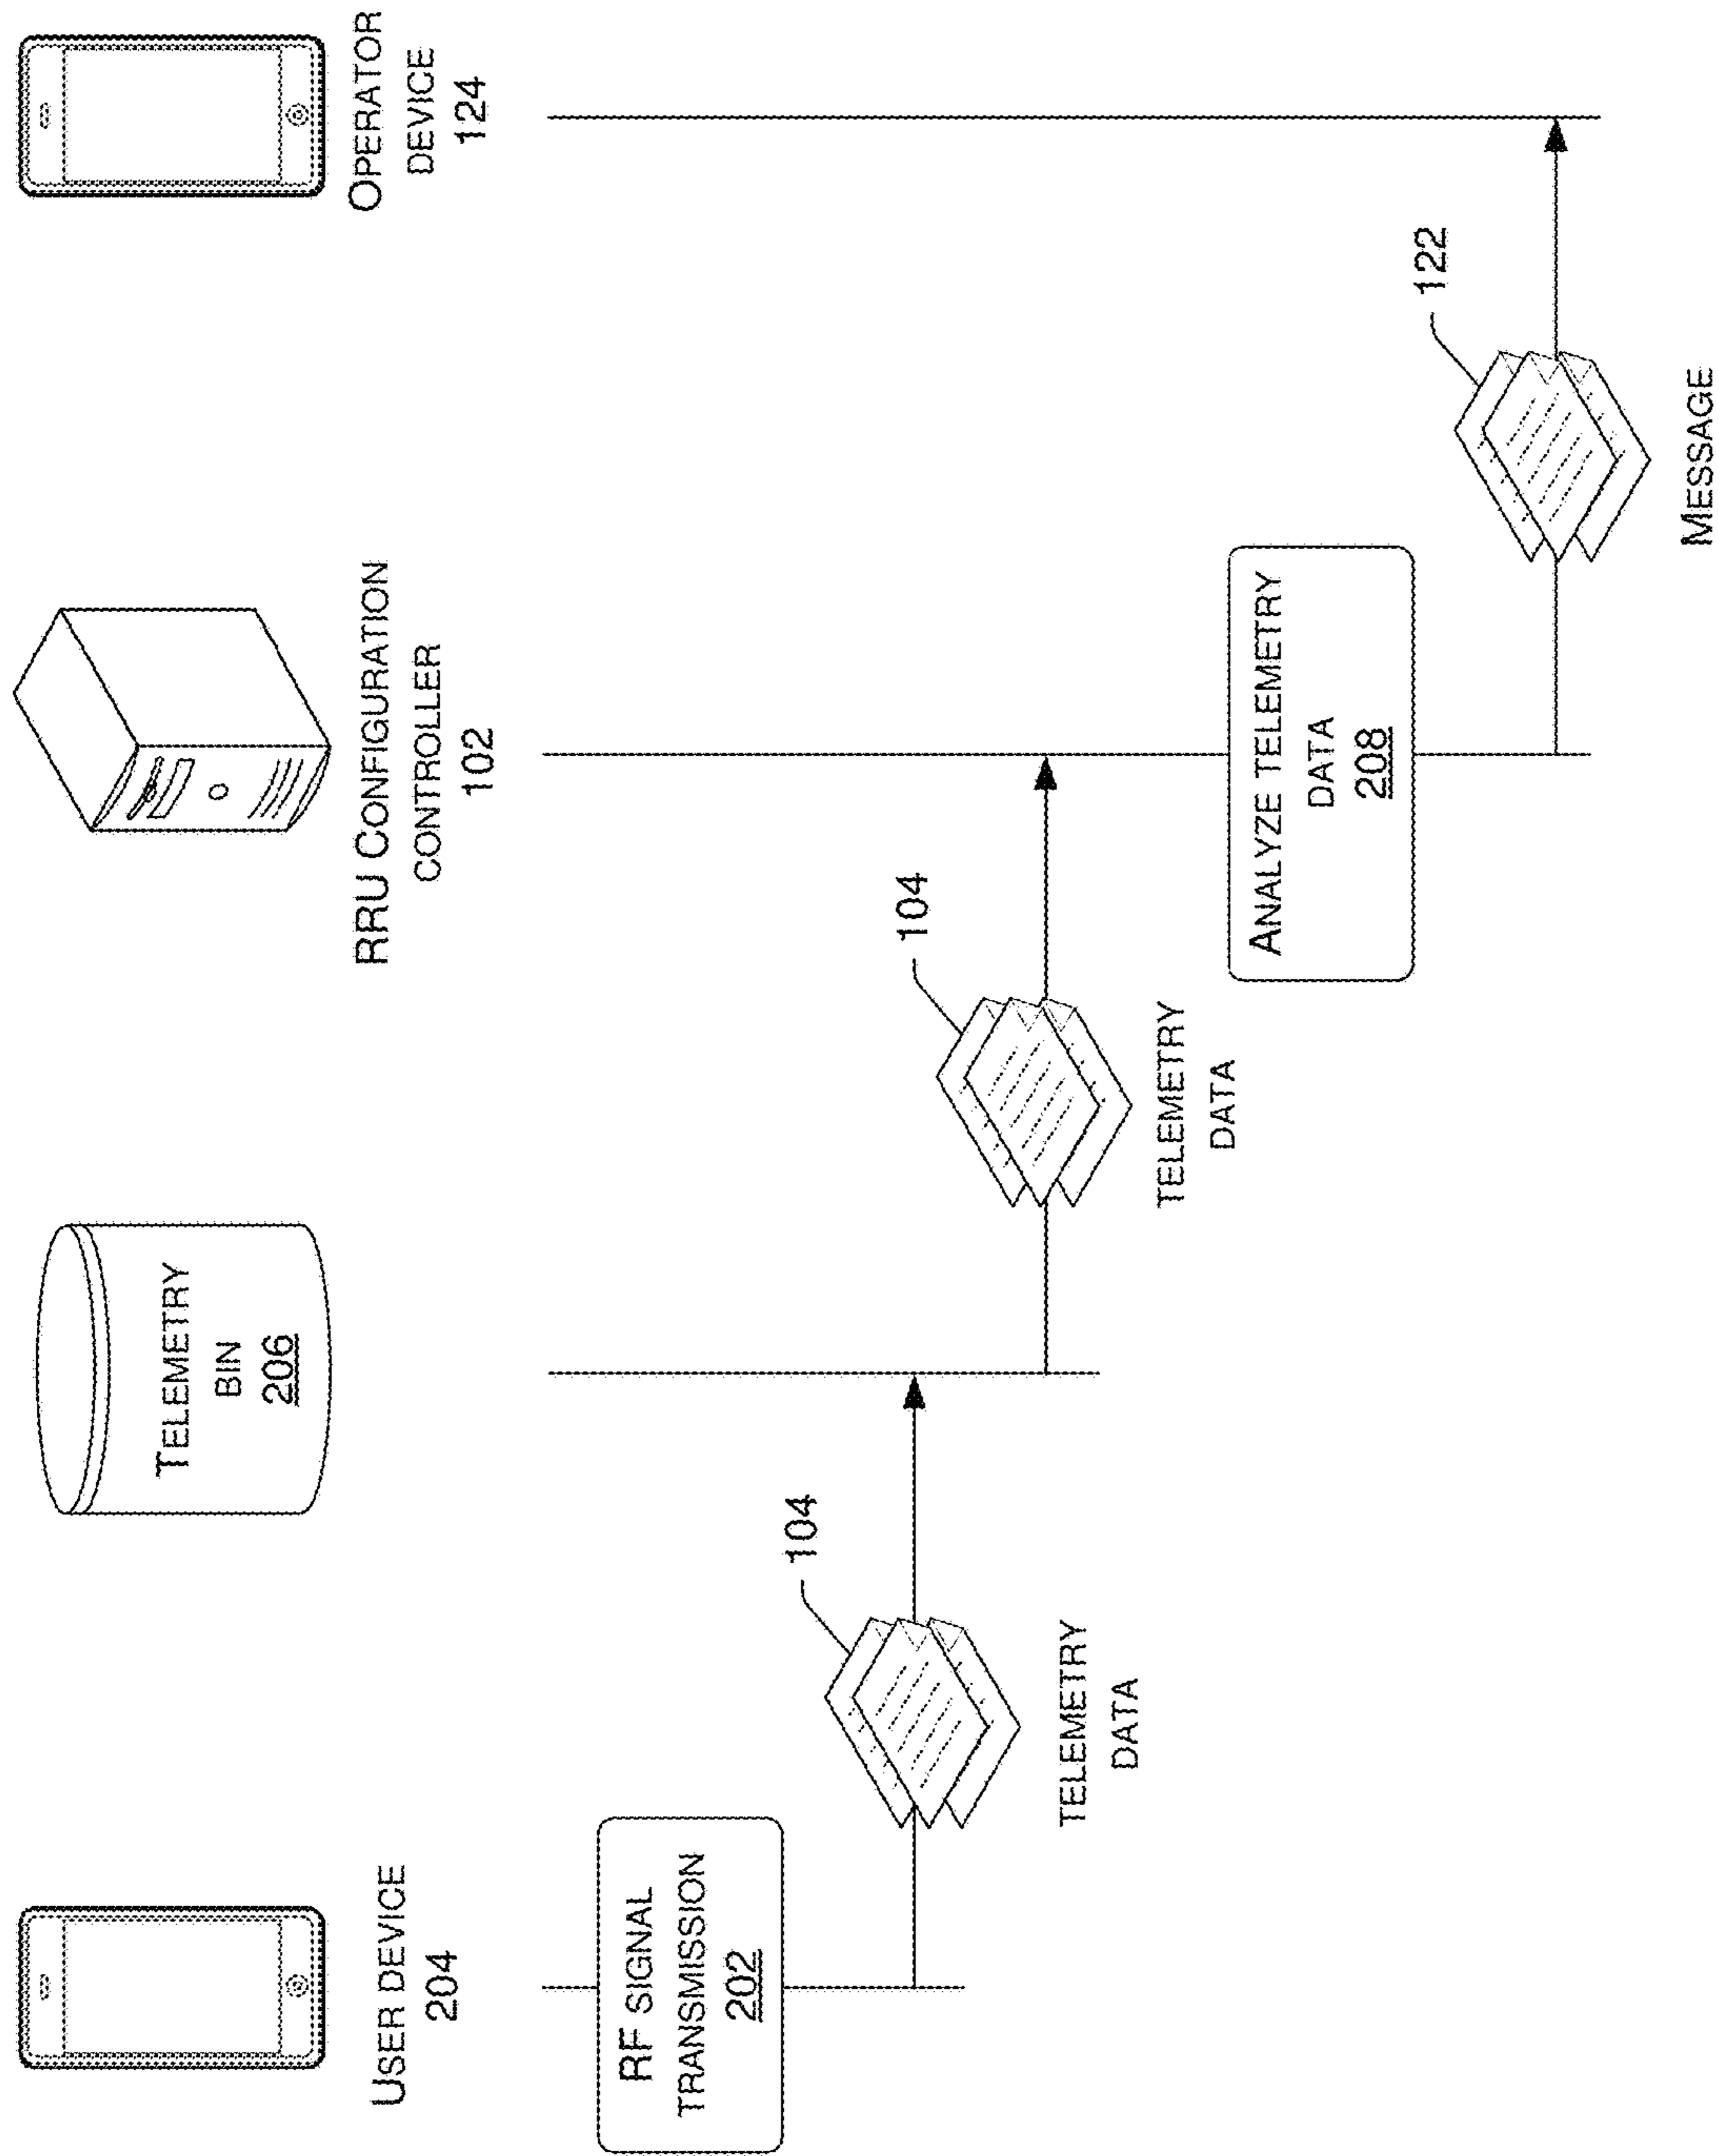 USER DEVICE
204
TELEMETRY
BIN
206
RRU CONFIGURATION
CONTROLLER
102
OPERATOR
DEVICE
124
RF SIGNAL
TRANSMISSION
202
104
TELEMETRY
DATA
104
TELEMETRY
DATA
ANALYZE TELEMETRY
DATA
208
122
MESSAGE